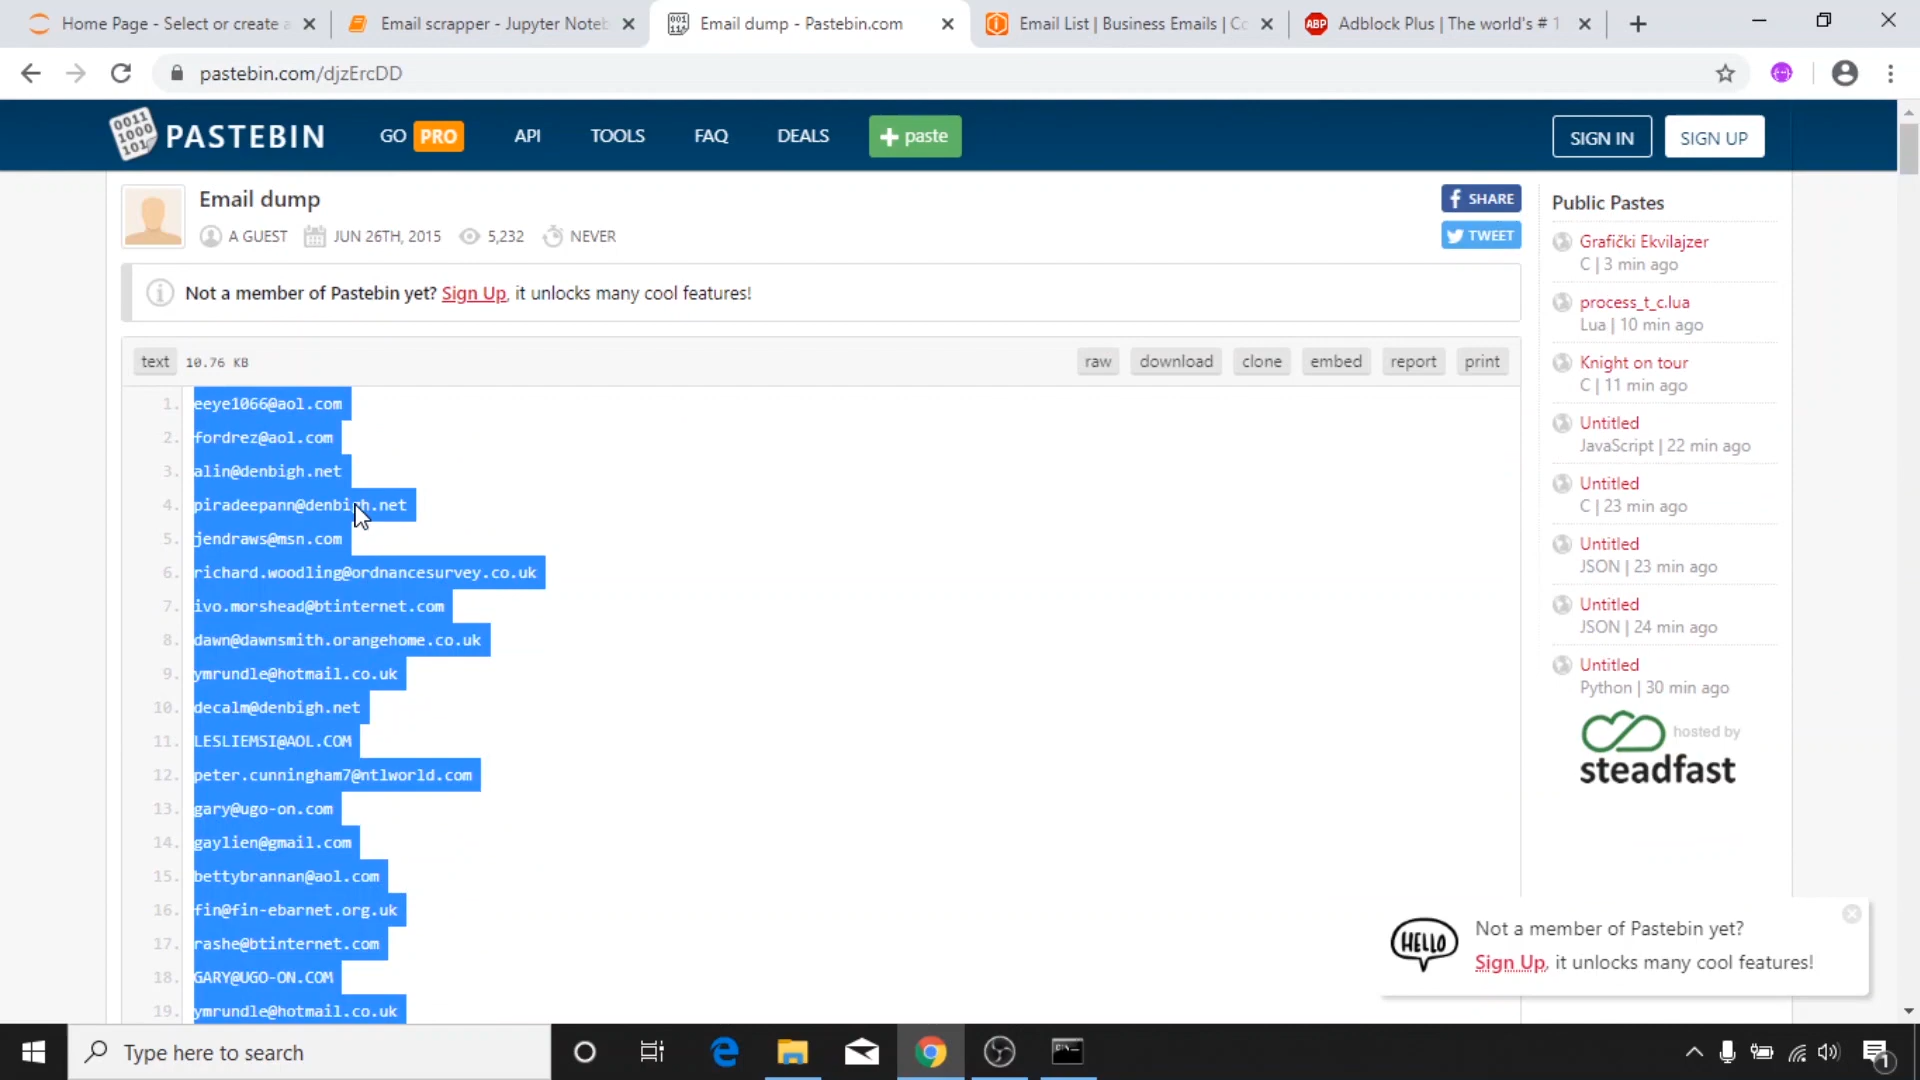 Home Page - Select or create a
Email scrapper - Jupyter Noteb
Email dump - Pastebin.com
Email List | Business Emails | Co
ABP
Adblock Plus | The world's # 1
pastebin.com/djzErcDD
PASTEBIN
GO PRO
API
TOOLS
FAQ
DEALS
+ paste
SIGN IN
SIGN UP
Email dump
A GUEST
JUN 26TH, 2015
5,232
NEVER
SHARE
TWEET
Not a member of Pastebin yet? Sign Up, it unlocks many cool features!
text
10.76 KB
raw
download
clone
embed
report
print
1. eeye1066@aol.com
2. fordrez@aol.com
3. alin@denbigh.net
4. piradeepann@denbigh.net
5. jendraws@msn.com
6. richard.woodling@ordnancesurvey.co.uk
7. ivo.morshead@btinternet.com
8. dawn@dawnsmith.orangehome.co.uk
9. ymrundle@hotmail.co.uk
10. decalm@denbigh.net
11. LESLIEMSI@AOL.COM
12. peter.cunningham7@ntlworld.com
13. gary@ugo-on.com
14. gaylien@gmail.com
15. bettybrannan@aol.com
16. fin@fin-ebarnet.org.uk
17. rashe@btinternet.com
18. GARY@UGO-ON.COM
19. ymrundle@hotmail.co.uk
Public Pastes
Grafički Ekvilajzer
C | 3 min ago
process_t_c.lua
Lua | 10 min ago
Knight on tour
C | 11 min ago
Untitled
JavaScript | 22 min ago
Untitled
C | 23 min ago
Untitled
JSON | 23 min ago
Untitled
JSON | 24 min ago
Untitled
Python | 30 min ago
hosted by
steadfast
HELLO
Not a member of Pastebin yet?
Sign Up, it unlocks many cool features!
Type here to search
1